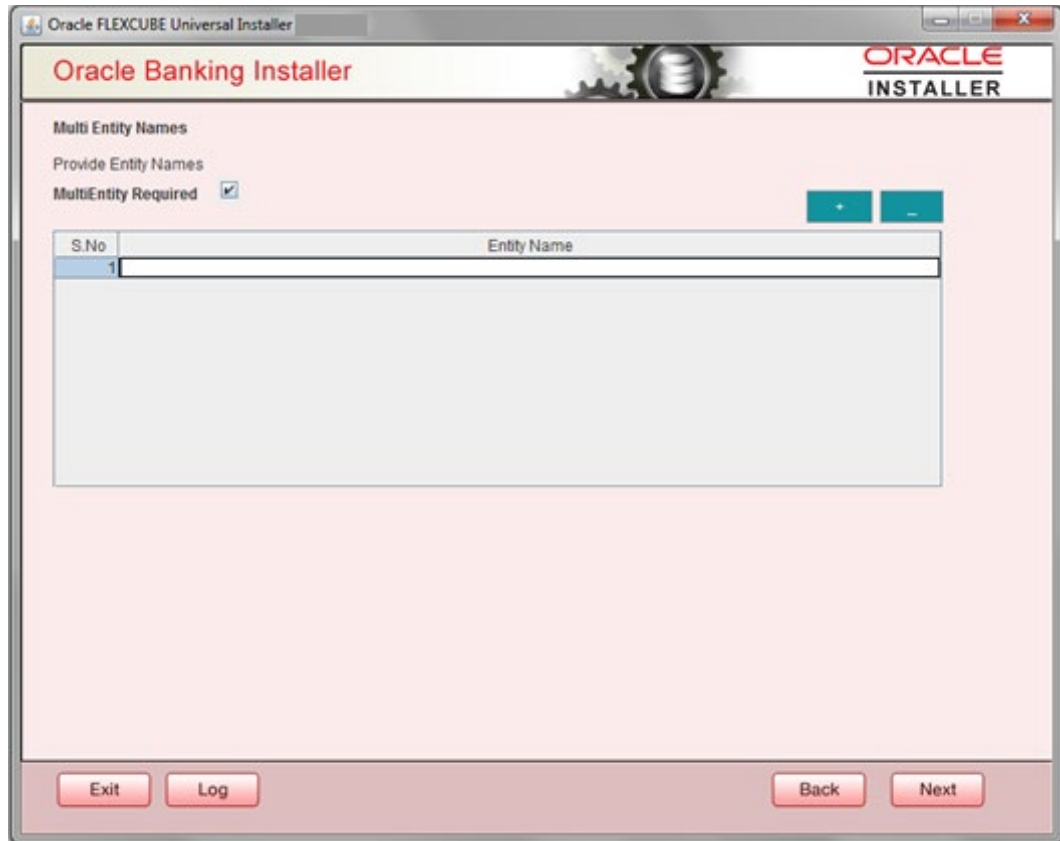 Oracle FLEXCUBE Universal Installer
Oracle Banking Installer
ORACLE
INSTALLER
Multi Entity Names
Provide Entity Names
MultiEntity Required
+ _
S.No Entity Name
1
Exit Log Back Next